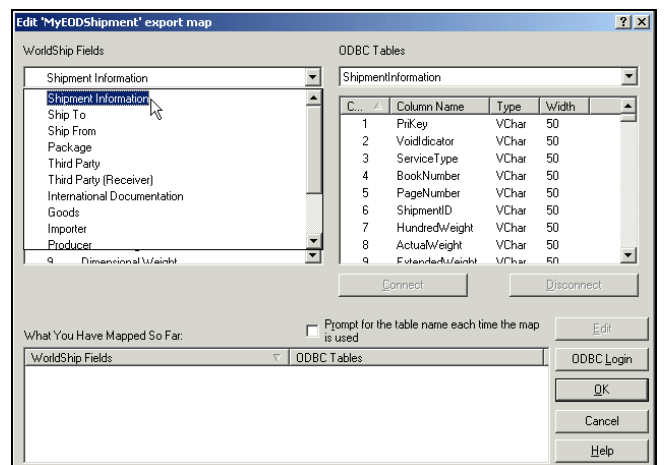 Edit 'MyEODShipment' export map
WorldShip Fields
ODBC Tables
Shipment Information
ShipmentInformation
Shipment Information
Ship To
Ship From
Package
Third Party
Third Party (Receiver)
International Documentation
Goods
Importer
Producer
9 Dimensional Weight
C... Column Name Type Width
1 PriKey VChar 50
2 VoidIdicator VChar 50
3 ServiceType VChar 50
4 BookNumber VChar 50
5 PageNumber VChar 50
6 ShipmentID VChar 50
7 HundredWeight VChar 50
8 ActualWeight VChar 50
9 ExtendedWeight VChar 50
Connect
Disconnect
What You Have Mapped So Far:
Prompt for the table name each time the map
is used
Edit
WorldShip Fields
ODBC Tables
ODBC Login
OK
Cancel
Help